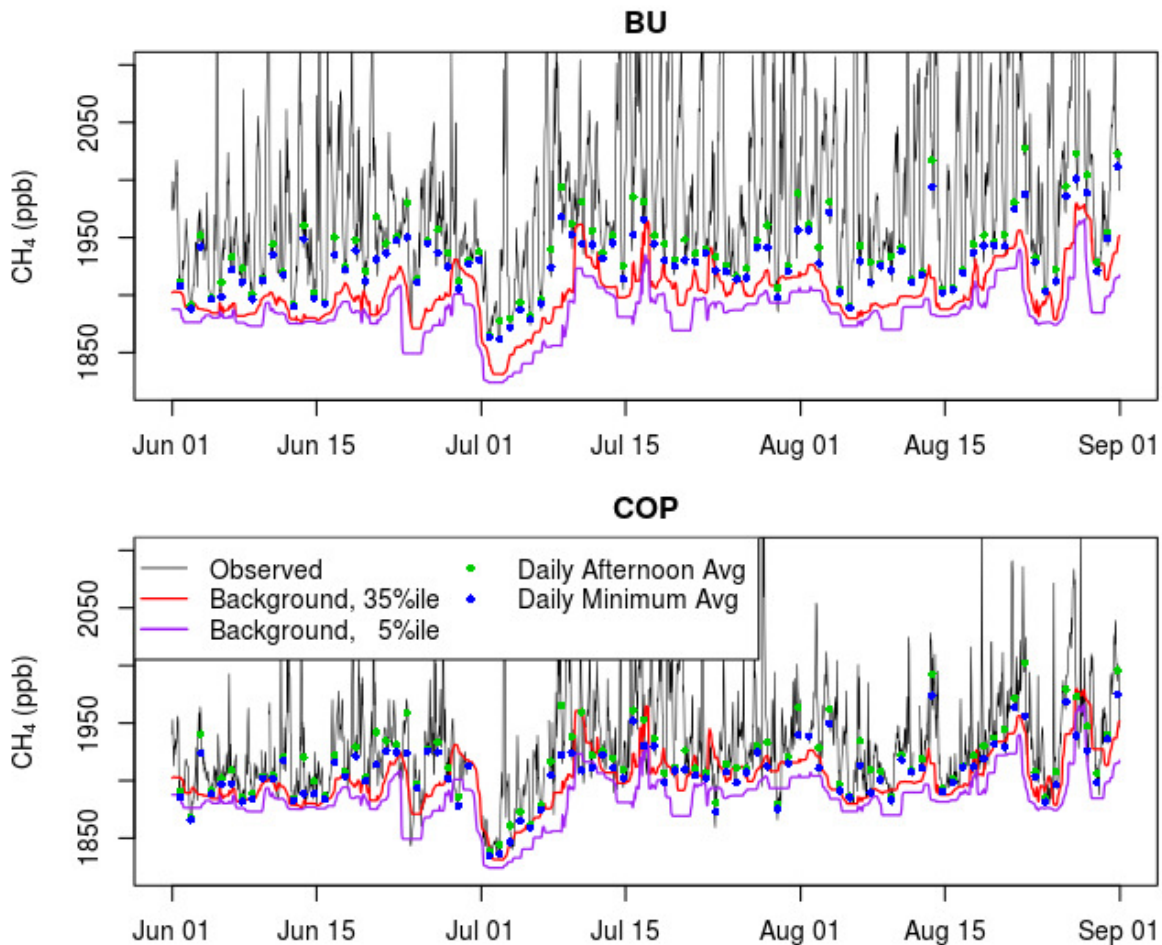 BU
CH₄ (ppb)
2050
1950
1850
Jun 01 Jun 15 Jul 01 Jul 15 Aug 01 Aug 15 Sep 01
COP
CH₄ (ppb)
2050
1950
1850
Observed
Background, 35%ile
Background, 5%ile
Daily Afternoon Avg
Daily Minimum Avg
Jun 01 Jun 15 Jul 01 Jul 15 Aug 01 Aug 15 Sep 01